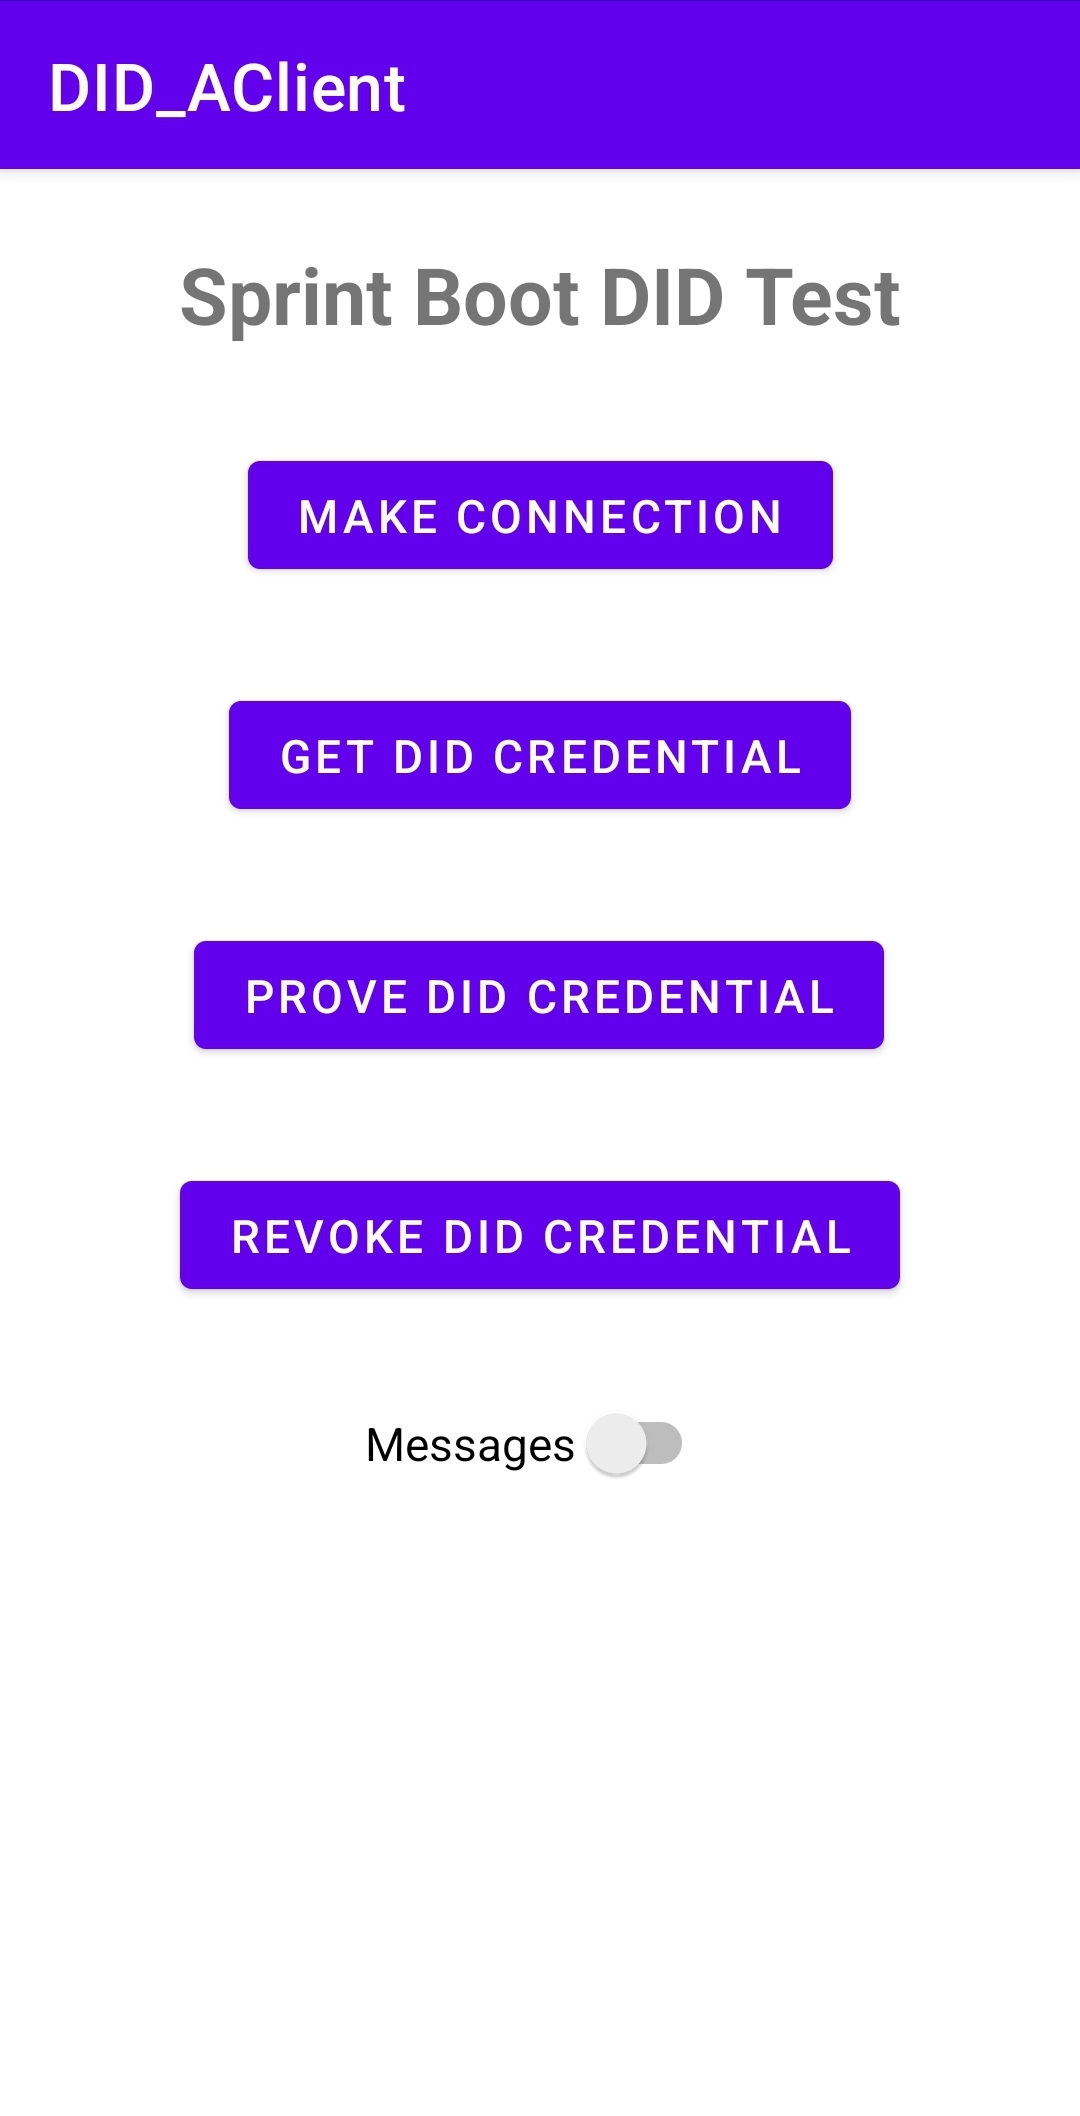 DID_AClient
Sprint Boot DID Test
MAKE CONNECTION
GET DID CREDENTIAL
PROVE DID CREDENTIAL
REVOKE DID CREDENTIAL
Messages